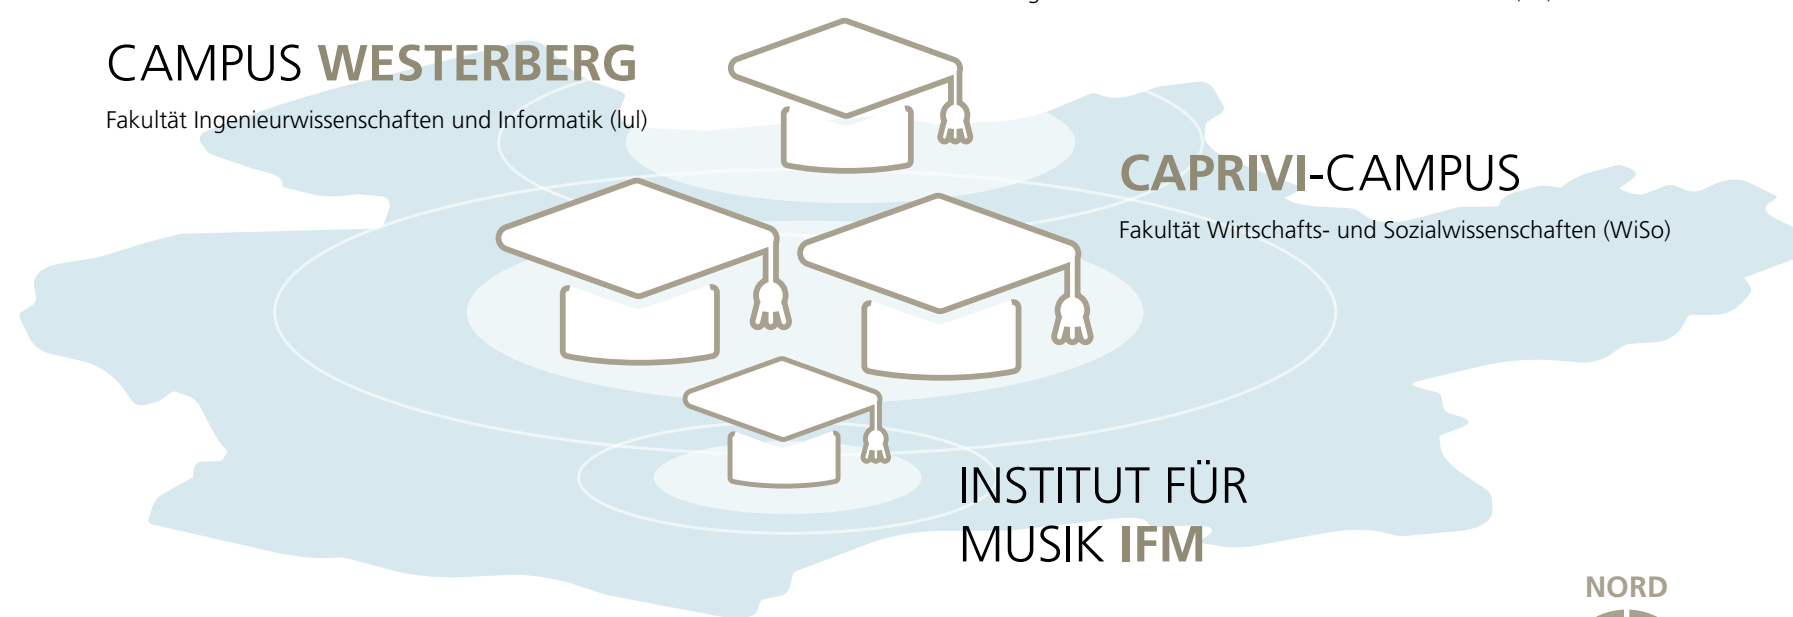 CAMPUS WESTERBERG
Fakultät Ingenieurwissenschaften und Informatik (IuI)
CAPRIVI-CAMPUS
Fakultät Wirtschafts- und Sozialwissenschaften (WiSo)
INSTITUT FÜR
MUSIK IFM
NORD